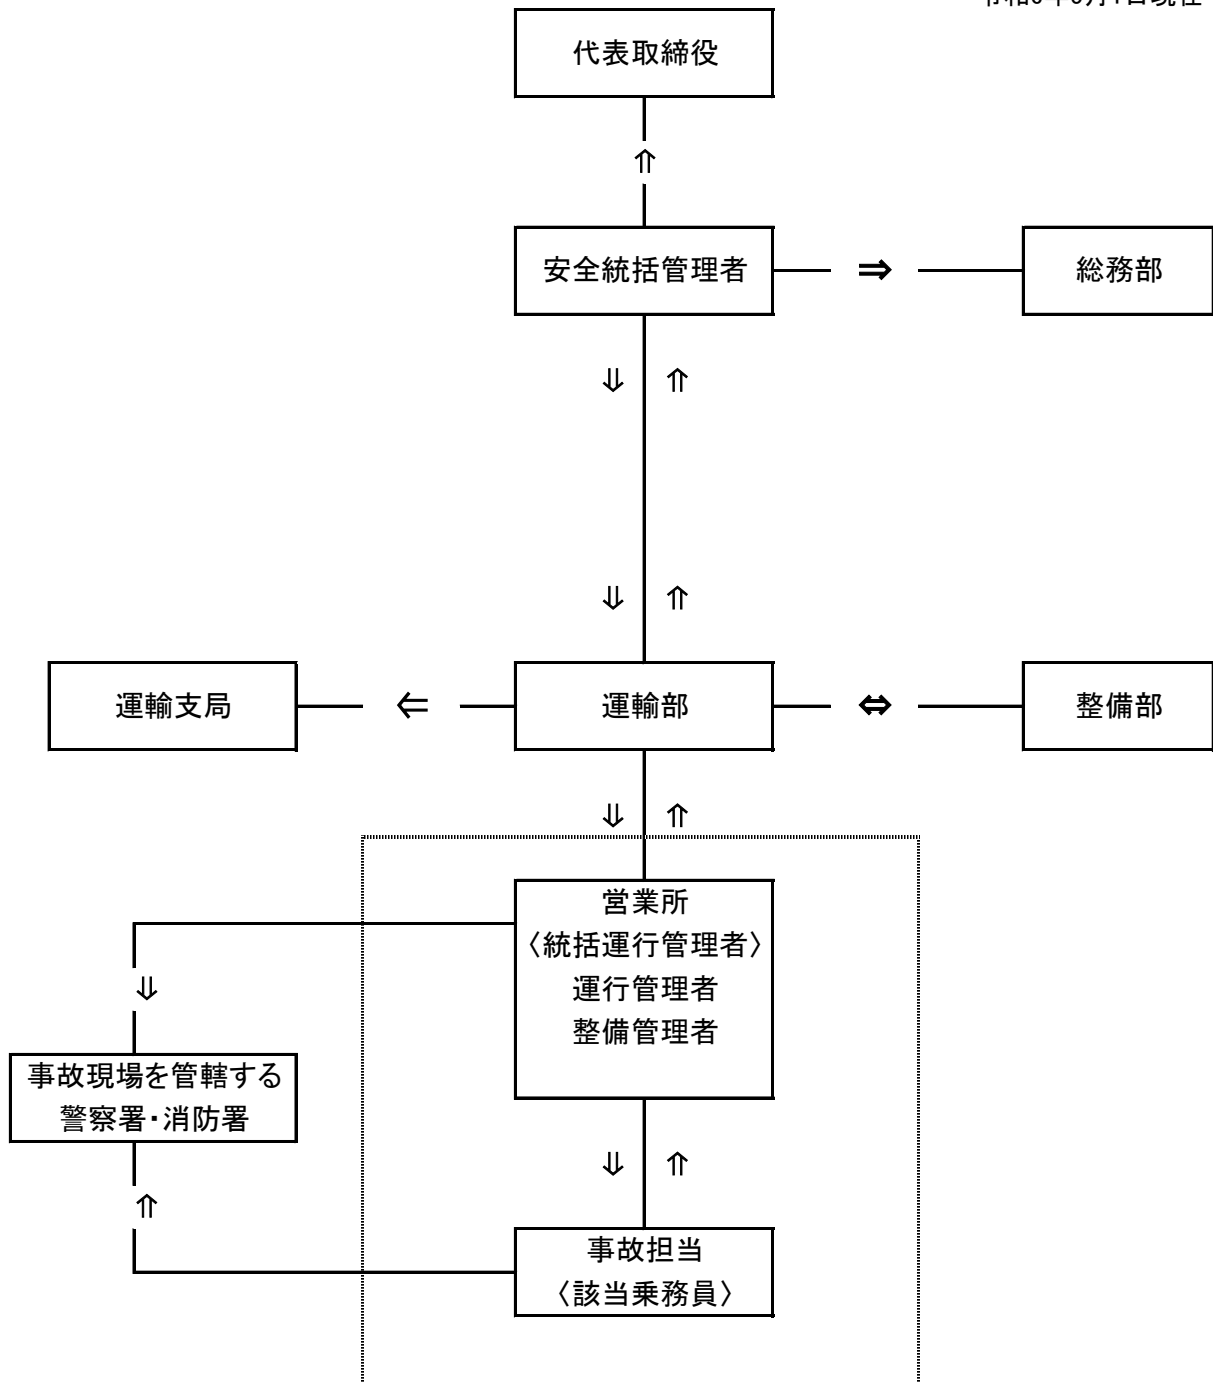 代表取締役
⇑
安全統括管理者 ⇒ 総務部
⇓ ⇑
⇓ ⇑
運輸支局 ⇐ 運輸部 ⇔ 整備部
⇓ ⇑
営業所
〈統括運行管理者〉
運行管理者
整備管理者
⇓
事故現場を管轄する
警察署・消防署
⇓ ⇑
⇑
事故担当
〈該当乗務員〉